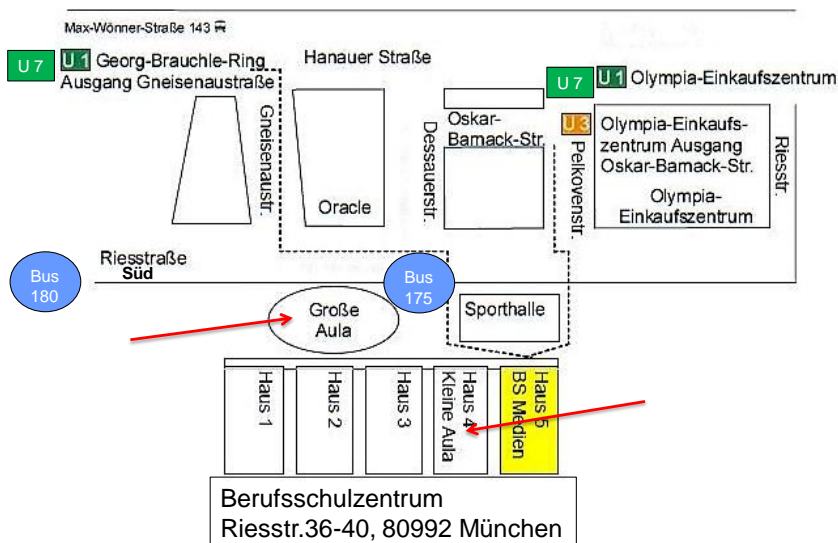 Max-Wönner-Straße 143
U 7
U1 Georg-Brauchle-Ring
Ausgang Gneisenaustraße
Hanauer Straße
U 7
U1 Olympia-Einkaufszentrum
Gneisenaustr.
Oracle
Dessauerstr.
Oskar-
Barnack-Str.
U3
Pelkovenstr.
Olympia-Einkaufs-
zentrum Ausgang
Oskar-Barnack-Str.
Olympia-
Einkaufszentrum
Riesstr.
Riesstraße
Süd
Bus
180
Bus
175
Große
Aula
Sporthalle
Haus 1
Haus 2
Haus 3
Haus 4
Kleine Aula
Haus 5
BS Medien
Berufsschulzentrum
Riesstr.36-40, 80992 München